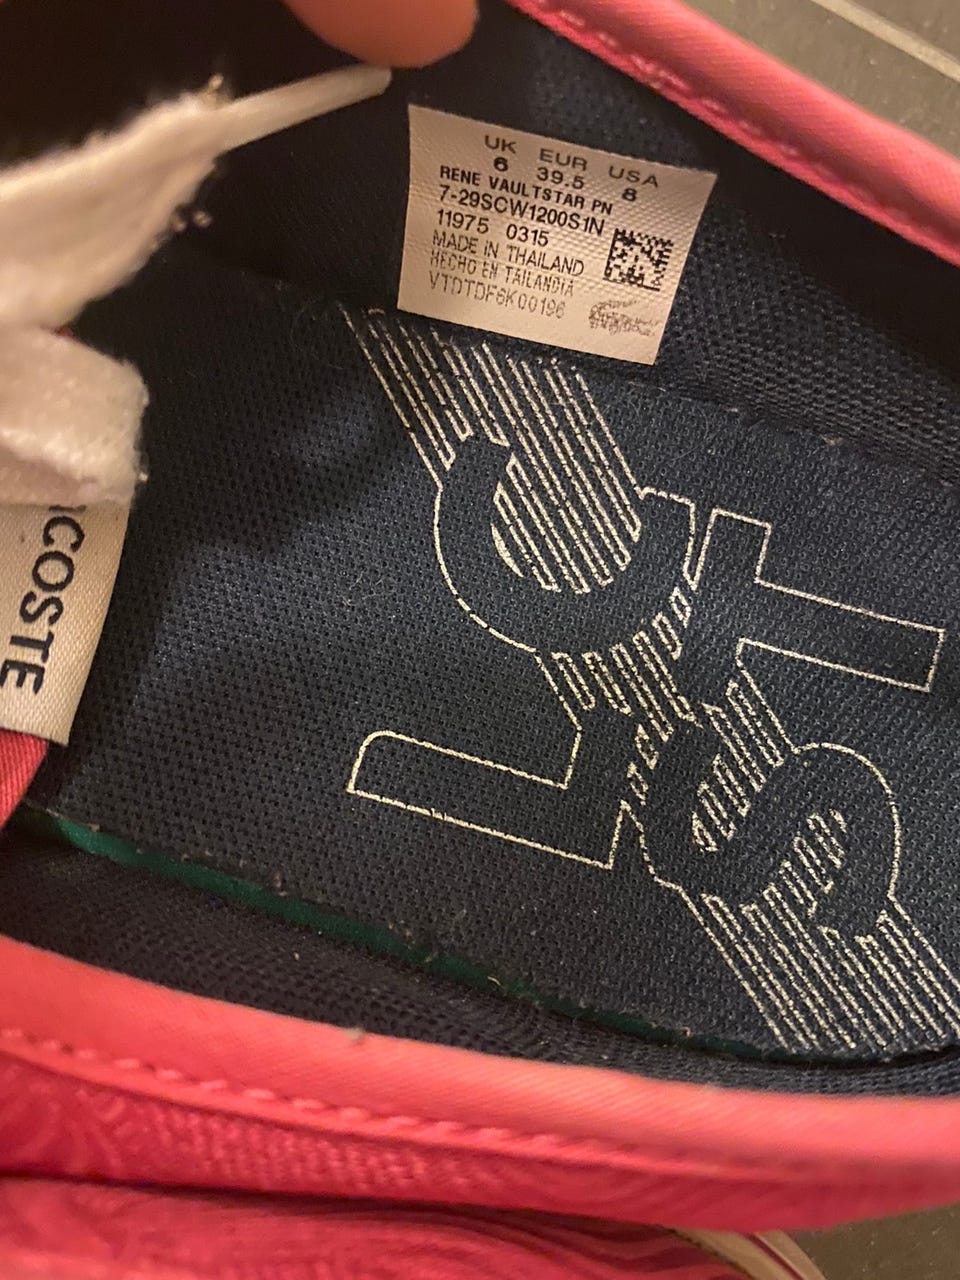 UK EUR USA
6 39.5 8
RENE VAULTSTAR PN
7-29SCW1200S1N
11975 0315
MADE IN THAILAND
HECHO EN TAILANDIA
VTDTDF6K00196
COSTE